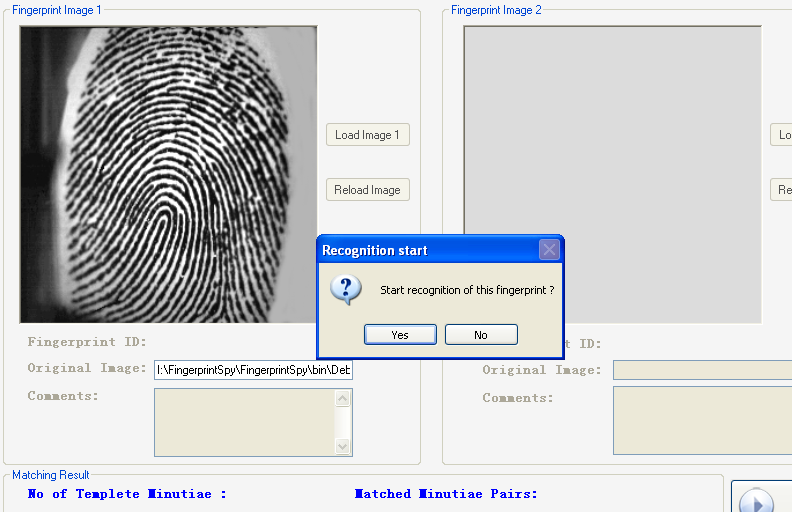 Fingerprint Image 1
Fingerprint Image 2
Load Image 1
Lo
Reload Image
Re
Recognition start
?
Start recognition of this fingerprint ?
Yes
No
Fingerprint ID:
t ID:
Original Image:
I:\FingerprintSpy\FingerprintSpy\bin\Deb
Original Image:
Comments:
Comments:
Matching Result
No of Templete Minutiae :
Matched Minutiae Pairs: